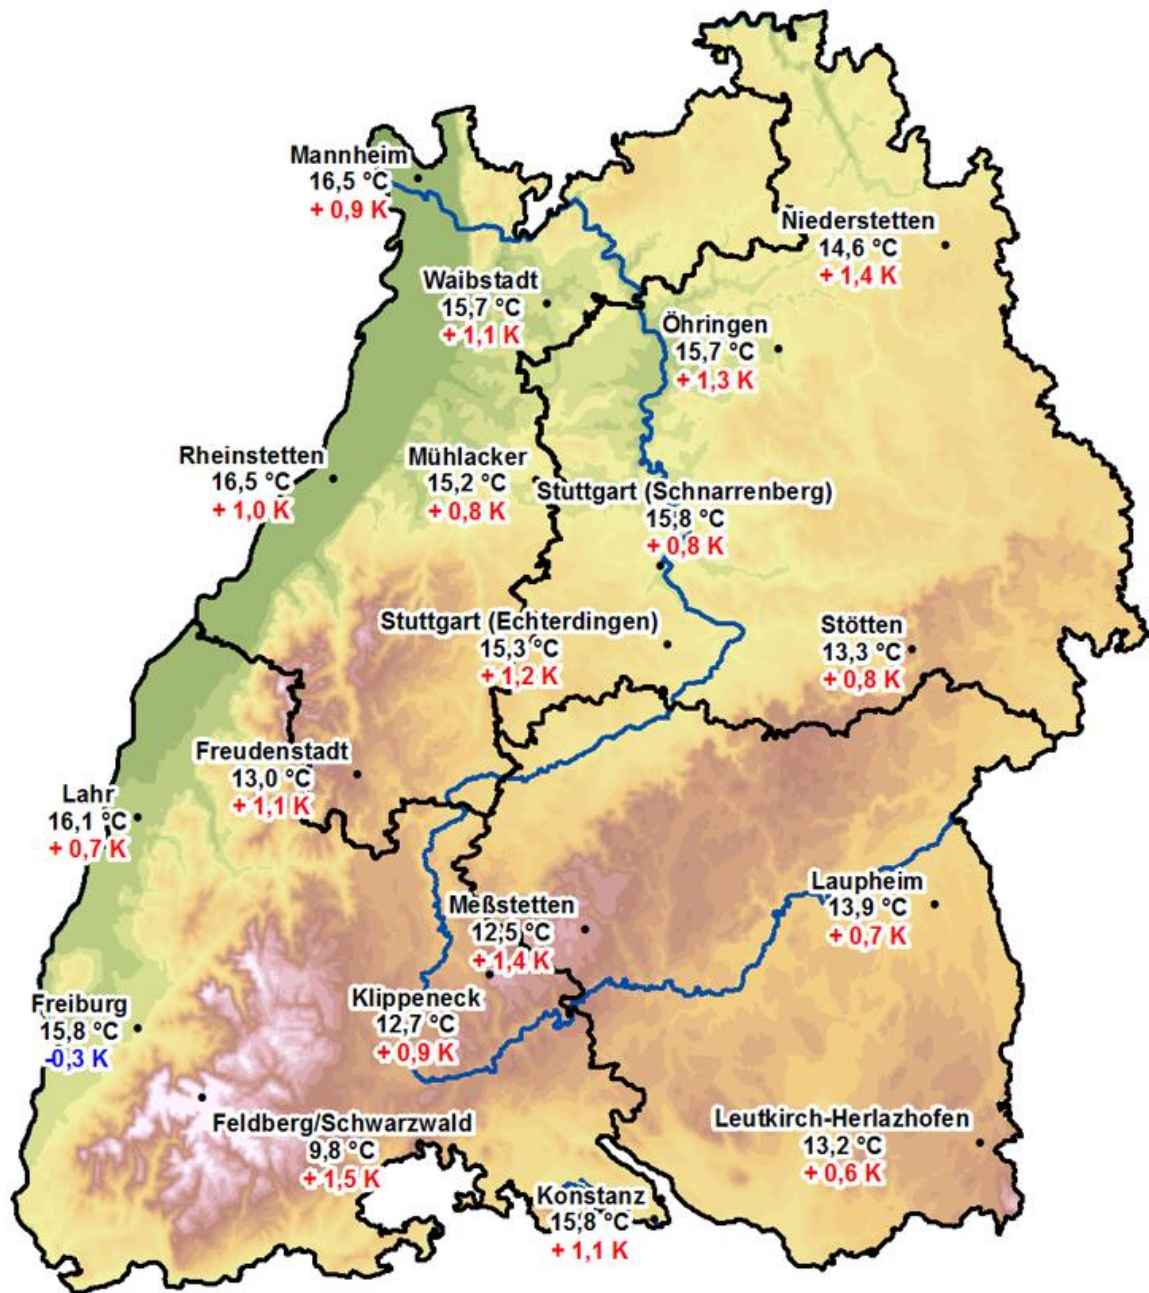 Mannheim
16,5 °C
+ 0,9 K
Niederstetten
14,6 °C
+ 1,4 K
Waibstadt
15,7 °C
+ 1,1 K
Öhringen
15,7 °C
+ 1,3 K
Rheinstetten
16,5 °C
+ 1,0 K
Mühlacker
15,2 °C
+ 0,8 K
Stuttgart (Schnarrenberg)
15,8 °C
+ 0,8 K
Stuttgart (Echterdingen)
15,3 °C
+ 1,2 K
Stötten
13,3 °C
+ 0,8 K
Freudenstadt
13,0 °C
+ 1,1 K
Lahr
16,1 °C
+ 0,7 K
Laupheim
13,9 °C
+ 0,7 K
Meßstetten
12,5 °C
+ 1,4 K
Klippeneck
12,7 °C
+ 0,9 K
Freiburg
15,8 °C
-0,3 K
Feldberg/Schwarzwald
9,8 °C
+ 1,5 K
Leutkirch-Herlazhofen
13,2 °C
+ 0,6 K
Konstanz
15,8 °C
+ 1,1 K